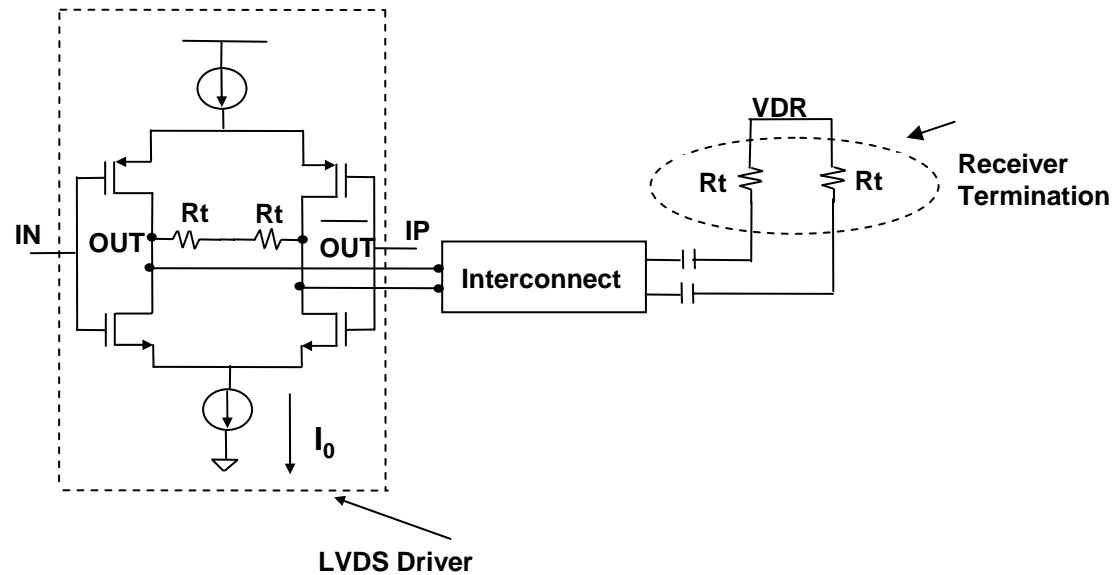 VDR
Rt
Rt
Receiver
Termination
Rt
Rt
IN
OUT
OUT
IP
Interconnect
I0
LVDS Driver